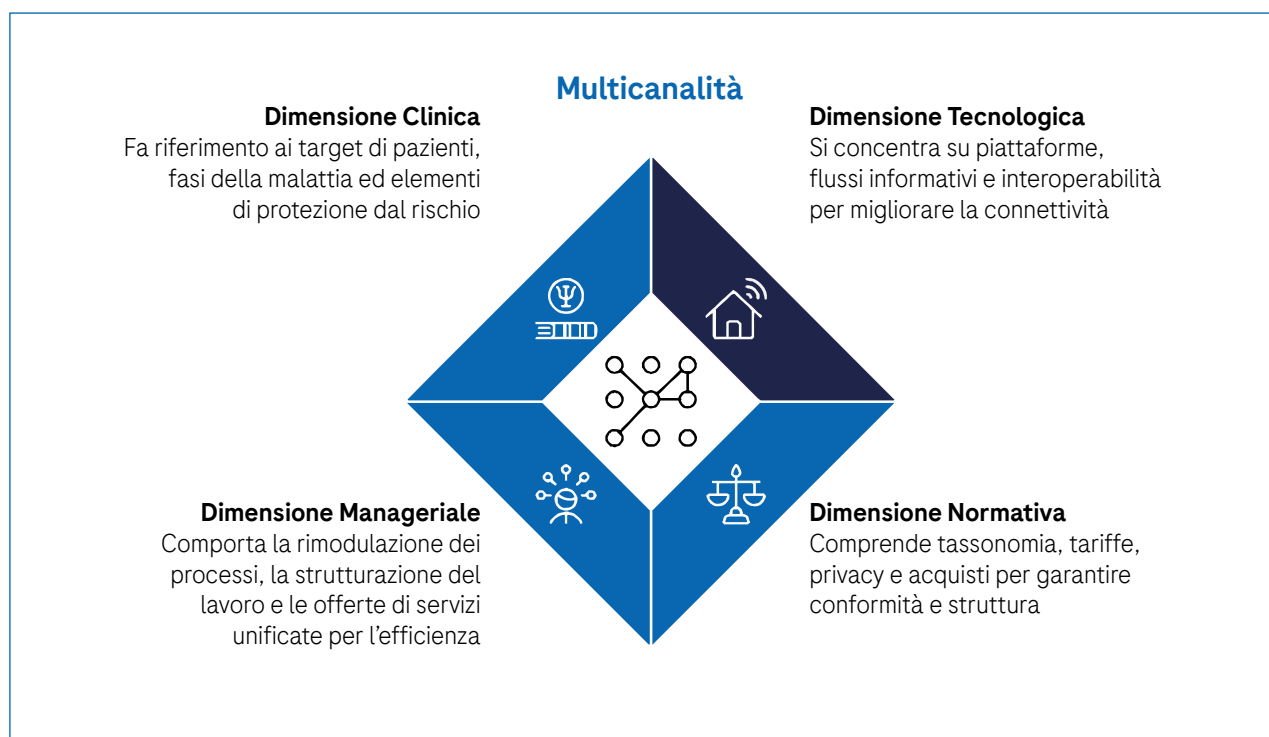 Multicanalità
Dimensione Clinica
Fa riferimento ai target di pazienti,
fasi della malattia ed elementi
di protezione dal rischio
Dimensione Tecnologica
Si concentra su piattaforme,
flussi informativi e interoperabilità
per migliorare la connettività
Dimensione Manageriale
Comporta la rimodulazione dei
processi, la strutturazione del
lavoro e le offerte di servizi
unificate per l’efficienza
Dimensione Normativa
Comprende tassonomia, tariffe,
privacy e acquisti per garantire
conformità e struttura